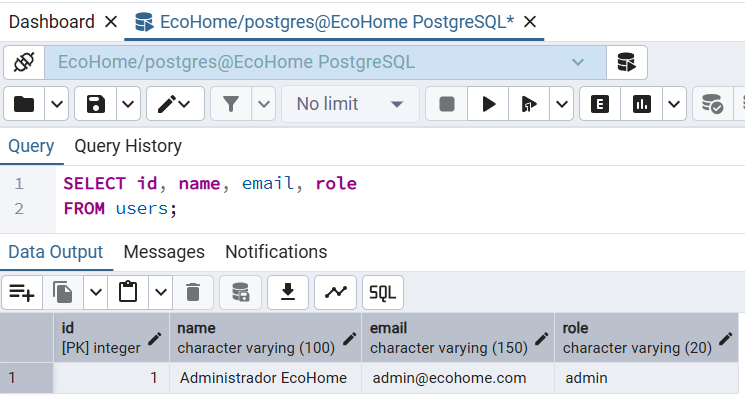 Dashboard EcoHome/postgres@EcoHome PostgreSQL*
EcoHome/postgres@EcoHome PostgreSQL
No limit E
Query Query History
1 SELECT id, name, email, role
2 FROM users;
Data Output Messages Notifications
SQL
id name email role
[PK] integer character varying (100) character varying (150) character varying (20)
1 1 Administrador EcoHome admin@ecohome.com admin